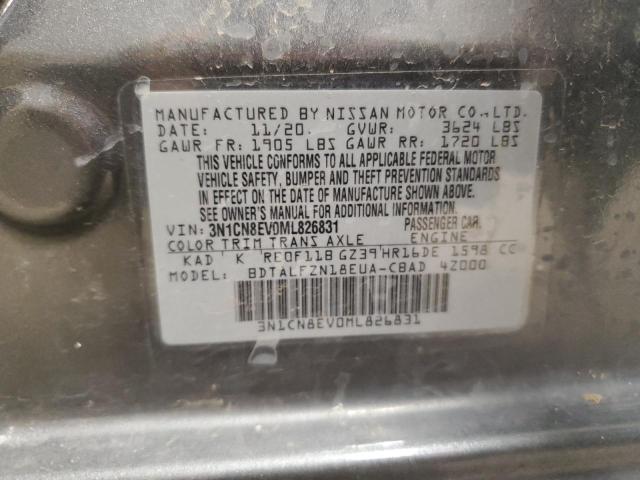 MANUFACTURED BY NISSAN MOTOR CO., LTD.
DATE: 11/20 GVWR: 3624 LBS
GAWR FR: 1905 LBS GAWR RR: 1720 LBS
THIS VEHICLE CONFORMS TO ALL APPLICABLE FEDERAL MOTOR
VEHICLE SAFETY, BUMPER AND THEFT PREVENTION STANDARDS
IN EFFECT ON THE DATE OF MANUFACTURE SHOWN ABOVE.
SEE OWNER'S MANUAL FOR ADDITIONAL INFORMATION.
VIN: 3N1CN8EV0ML826831 PASSENGER CAR.
COLOR TRIM TRANS AXLE ENGINE
KAD K RE0F11B GZ39 HR16DE 1598 CC
MODEL: BDTALFZN18EUA-CBAD 42000
3N1CN8EV0ML826831